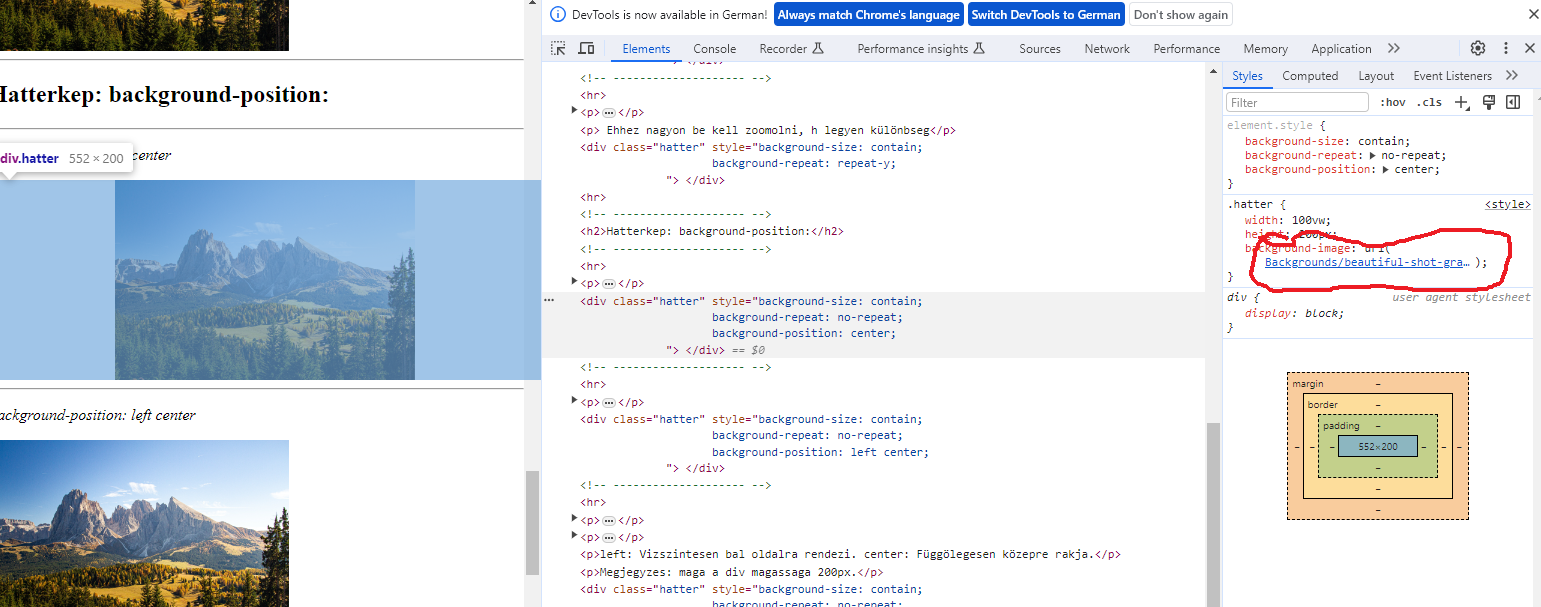 Hatterkep: background-position:
div.hatter 552 × 200
center
ackground-position: left center
DevTools is now available in German! Always match Chrome's language Switch DevTools to German Don't show again
Elements Console Recorder Performance insights Sources Network Performance Memory Application
</div>
<!-- -------------------- -->
<hr>
<p>…</p>
<p> Ehhez nagyon be kell zoomolni, h legyen különbseg</p>
<div class="hatter" style="background-size: contain;
background-repeat: repeat-y;
"> </div>
<hr>
<!-- -------------------- -->
<h2>Hatterkep: background-position:</h2>
<!-- -------------------- -->
<hr>
<p>…</p>
<div class="hatter" style="background-size: contain;
background-repeat: no-repeat;
background-position: center;
"> </div> == $0
<!-- -------------------- -->
<hr>
<p>…</p>
<div class="hatter" style="background-size: contain;
background-repeat: no-repeat;
background-position: left center;
"> </div>
<!-- -------------------- -->
<hr>
<p>…</p>
<p>…</p>
<p>left: Vizszintesen bal oldalra rendezi. center: Függölegesen közepre rakja.</p>
<p>Megjegyzes: maga a div magassaga 200px.</p>
<div class="hatter" style="background-size: contain;
background-repeat: no-repeat;
Styles Computed Layout Event Listeners
Filter :hov .cls
element.style {
background-size: contain;
background-repeat: no-repeat;
background-position: center;
}
.hatter { <style>
width: 100vw;
height: 200px;
background-image: url(
Backgrounds/beautiful-shot-gra… );
}
div { user agent stylesheet
display: block;
}
margin –
border –
padding –
– – – 552×200 – – –
–
–
–